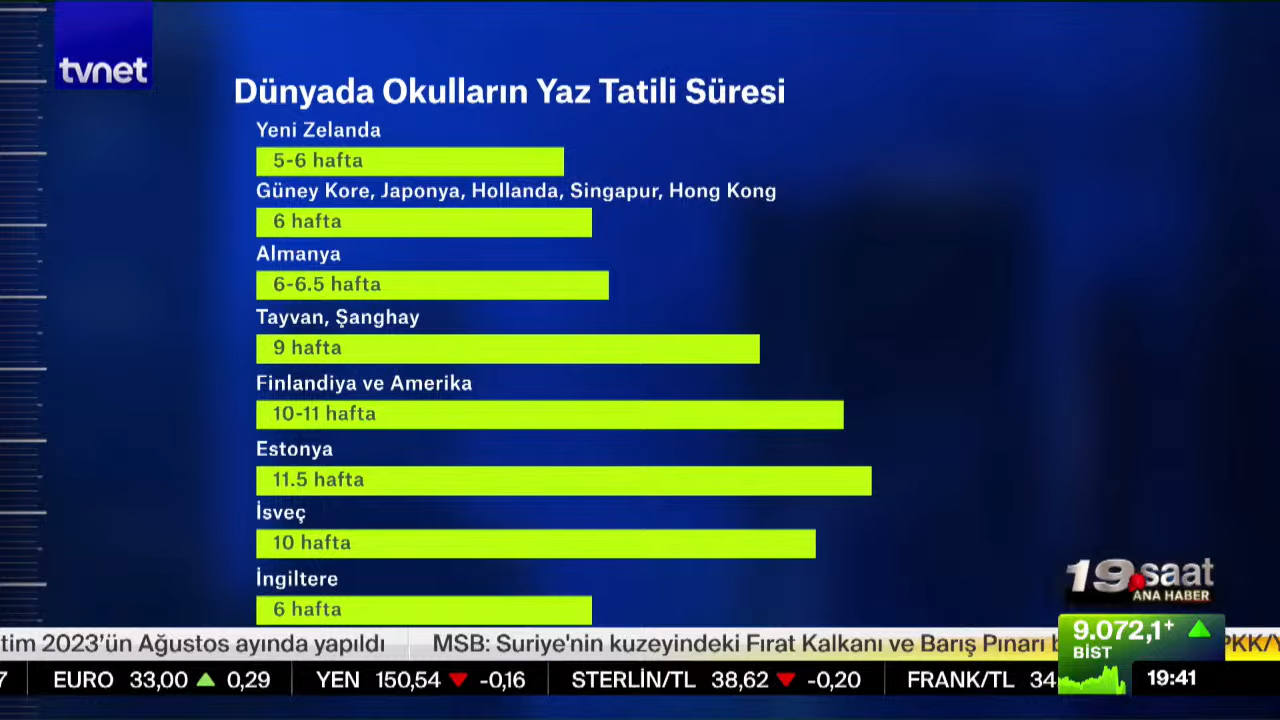 tvnet
Dünyada Okulların Yaz Tatili Süresi
Yeni Zelanda
5-6 hafta
Güney Kore, Japonya, Hollanda, Singapur, Hong Kong
6 hafta
Almanya
6-6.5 hafta
Tayvan, Şanghay
9 hafta
Finlandiya ve Amerika
10-11 hafta
Estonya
11.5 hafta
İsveç
10 hafta
İngiltere
6 hafta
19 saat
ANA HABER
tim 2023'ün Ağustos ayında yapıldı MSB: Suriye'nin kuzeyindeki Fırat Kalkanı ve Barış Pınarı PKK/Y
9.072,1+
BİST
7 EURO 33,00 0,29 YEN 150,54 -0,16 STERLİN/TL 38,62 -0,20 FRANK/TL 34
19:41